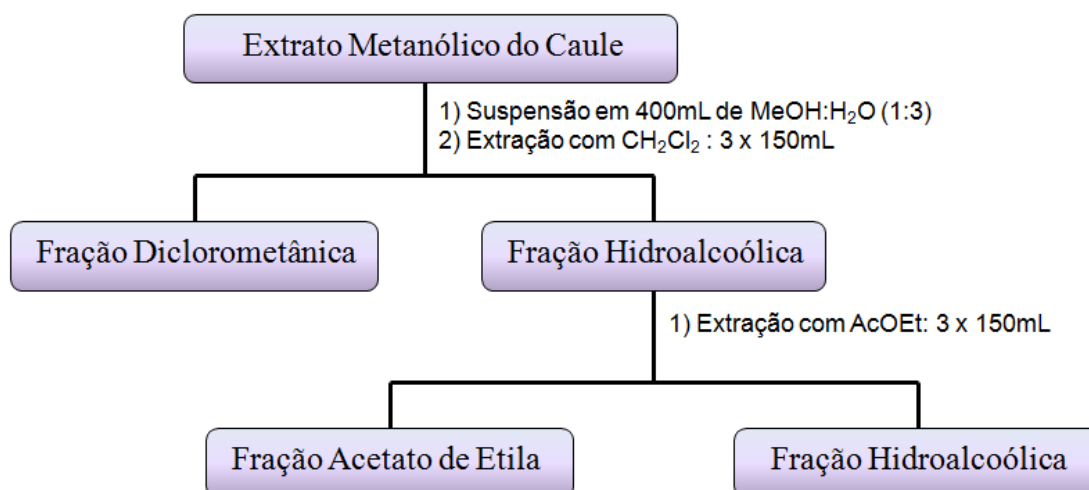 Extrato Metanólico do Caule
1) Suspensão em 400mL de MeOH:H₂O (1:3)
2) Extração com CH₂Cl₂ : 3 x 150mL
Fração Diclorometânica
Fração Hidroalcoólica
1) Extração com AcOEt: 3 x 150mL
Fração Acetato de Etila
Fração Hidroalcoólica